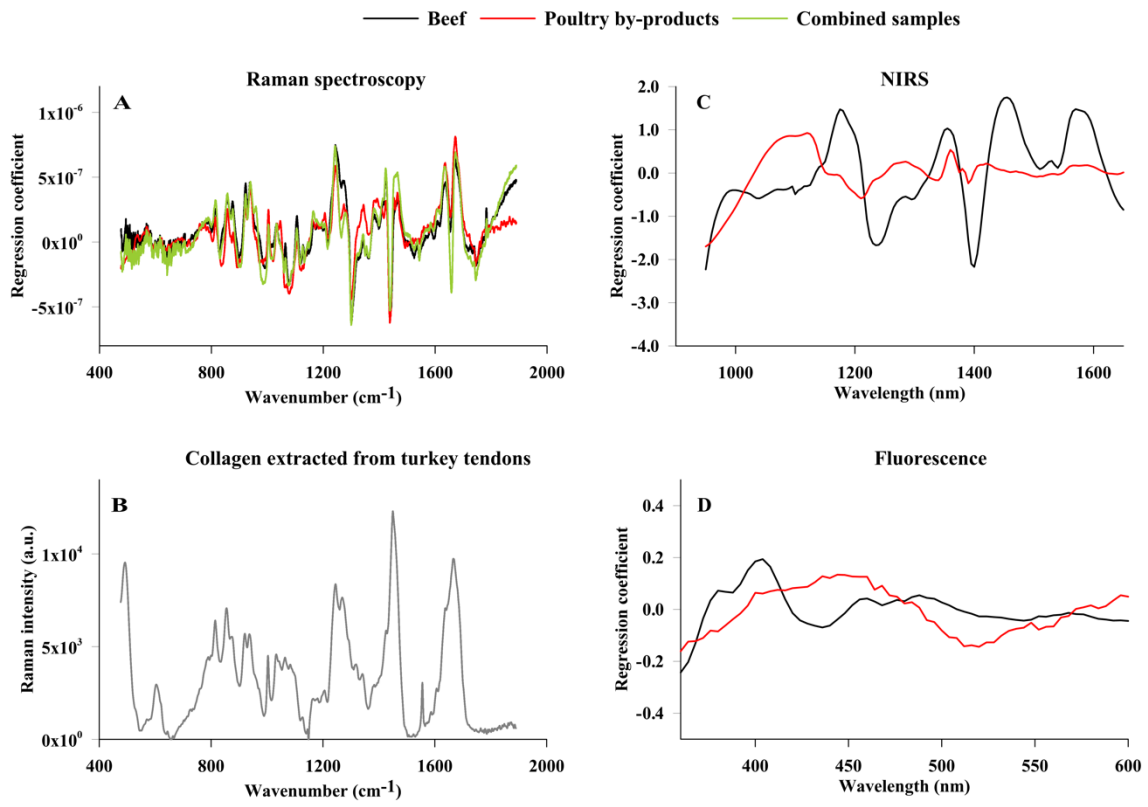 Beef Poultry by-products Combined samples
Raman spectroscopy
A
Regression coefficient
1x10⁻⁶
5x10⁻⁷
0x10⁰
-5x10⁻⁷
400 800 1200 1600 2000
Wavenumber (cm⁻¹)
NIRS
C
Regression coefficient
2.0
1.0
0.0
-1.0
-2.0
-3.0
-4.0
1000 1200 1400 1600
Wavelength (nm)
Collagen extracted from turkey tendons
B
Raman intensity (a.u.)
1x10⁴
5x10³
0x10⁰
400 800 1200 1600 2000
Wavenumber (cm⁻¹)
Fluorescence
D
Regression coefficient
0.4
0.2
0.0
-0.2
-0.4
400 450 500 550 600
Wavelength (nm)